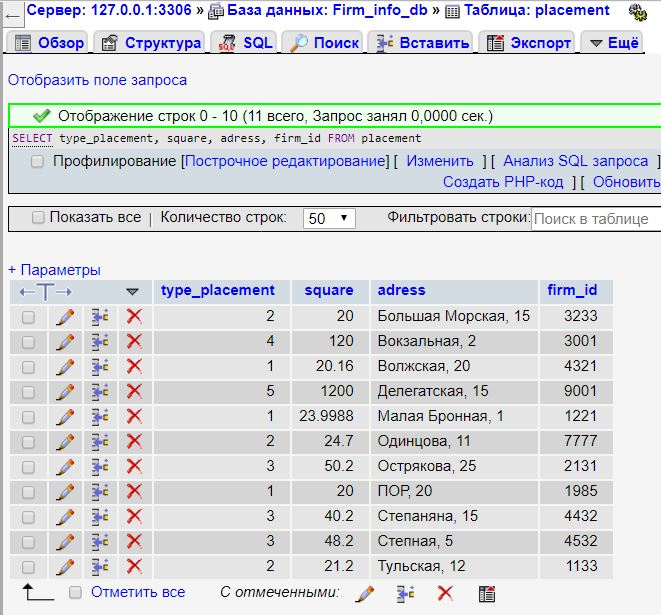 Сервер: 127.0.0.1:3306 » База данных: Firm_info_db » Таблица: placement
Обзор Структура SQL Поиск Вставить Экспорт Ещё
Отобразить поле запроса
Отображение строк 0 - 10 (11 всего, Запрос занял 0,0000 сек.)
SELECT type_placement, square, adress, firm_id FROM placement
Профилирование [Построчное редактирование] [ Изменить ] [ Анализ SQL запроса ]
Создать PHP-код ] [ Обновить
Показать все | Количество строк: 50 Фильтровать строки: Поиск в таблице
+ Параметры
←T→ type_placement square adress firm_id
2 20 Большая Морская, 15 3233
4 120 Вокзальная, 2 3001
1 20.16 Волжская, 20 4321
5 1200 Делегатская, 15 9001
1 23.9988 Малая Бронная, 1 1221
2 24.7 Одинцова, 11 7777
3 50.2 Острякова, 25 2131
1 20 ПОР, 20 1985
3 40.2 Степаняна, 15 4432
3 48.2 Степная, 5 4532
2 21.2 Тульская, 12 1133
Отметить все С отмеченными: